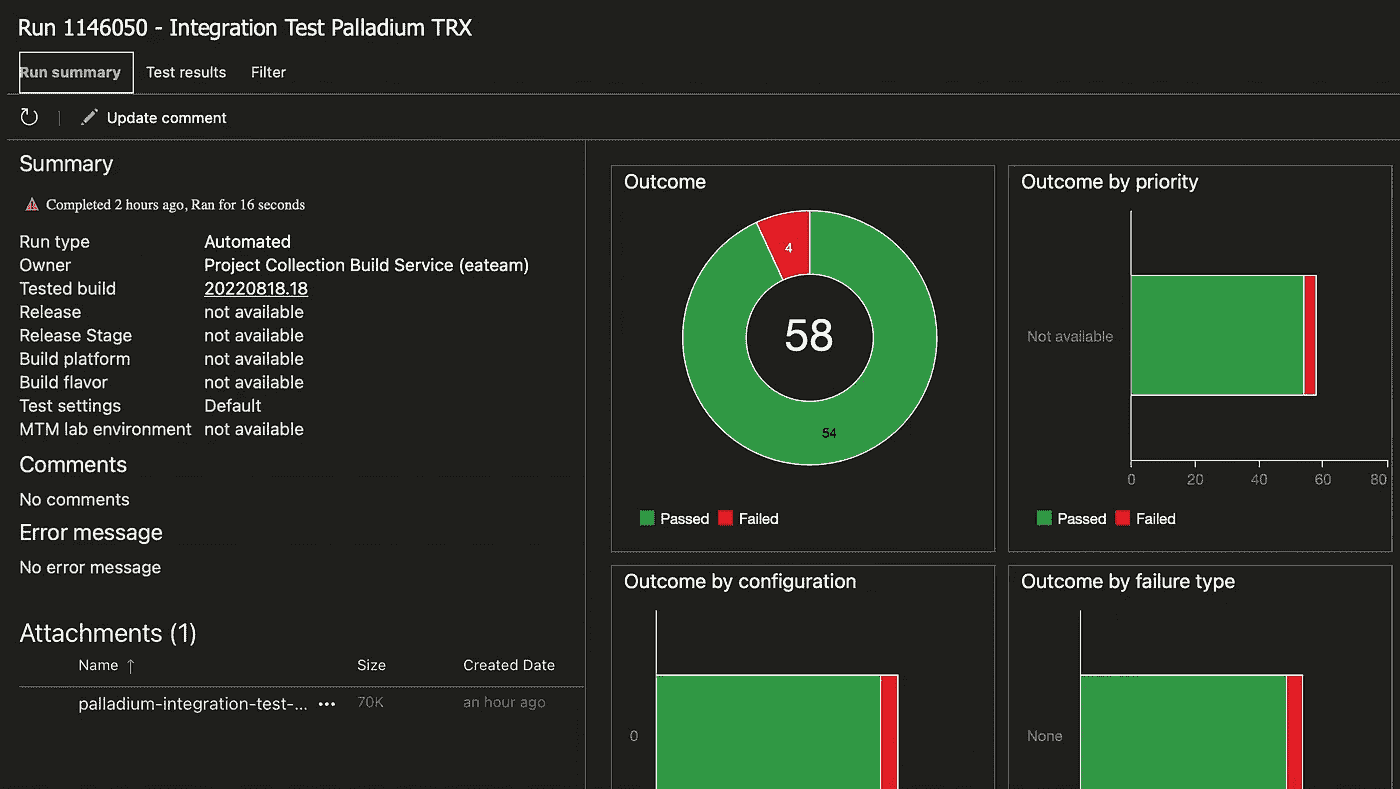 Run 1146050 - Integration Test Palladium TRX
Run summary Test results Filter
Update comment
Summary
Completed 2 hours ago, Ran for 16 seconds
Run type Automated
Owner Project Collection Build Service (eateam)
Tested build 20220818.18
Release not available
Release Stage not available
Build platform not available
Build flavor not available
Test settings Default
MTM lab environment not available
Comments
No comments
Error message
No error message
Attachments (1)
Name ↑ Size Created Date
palladium-integration-test-... ••• 70K an hour ago
Outcome
4
58
54
Passed Failed
Outcome by priority
Not available
0 20 40 60 80
Passed Failed
Outcome by configuration
0
Outcome by failure type
None